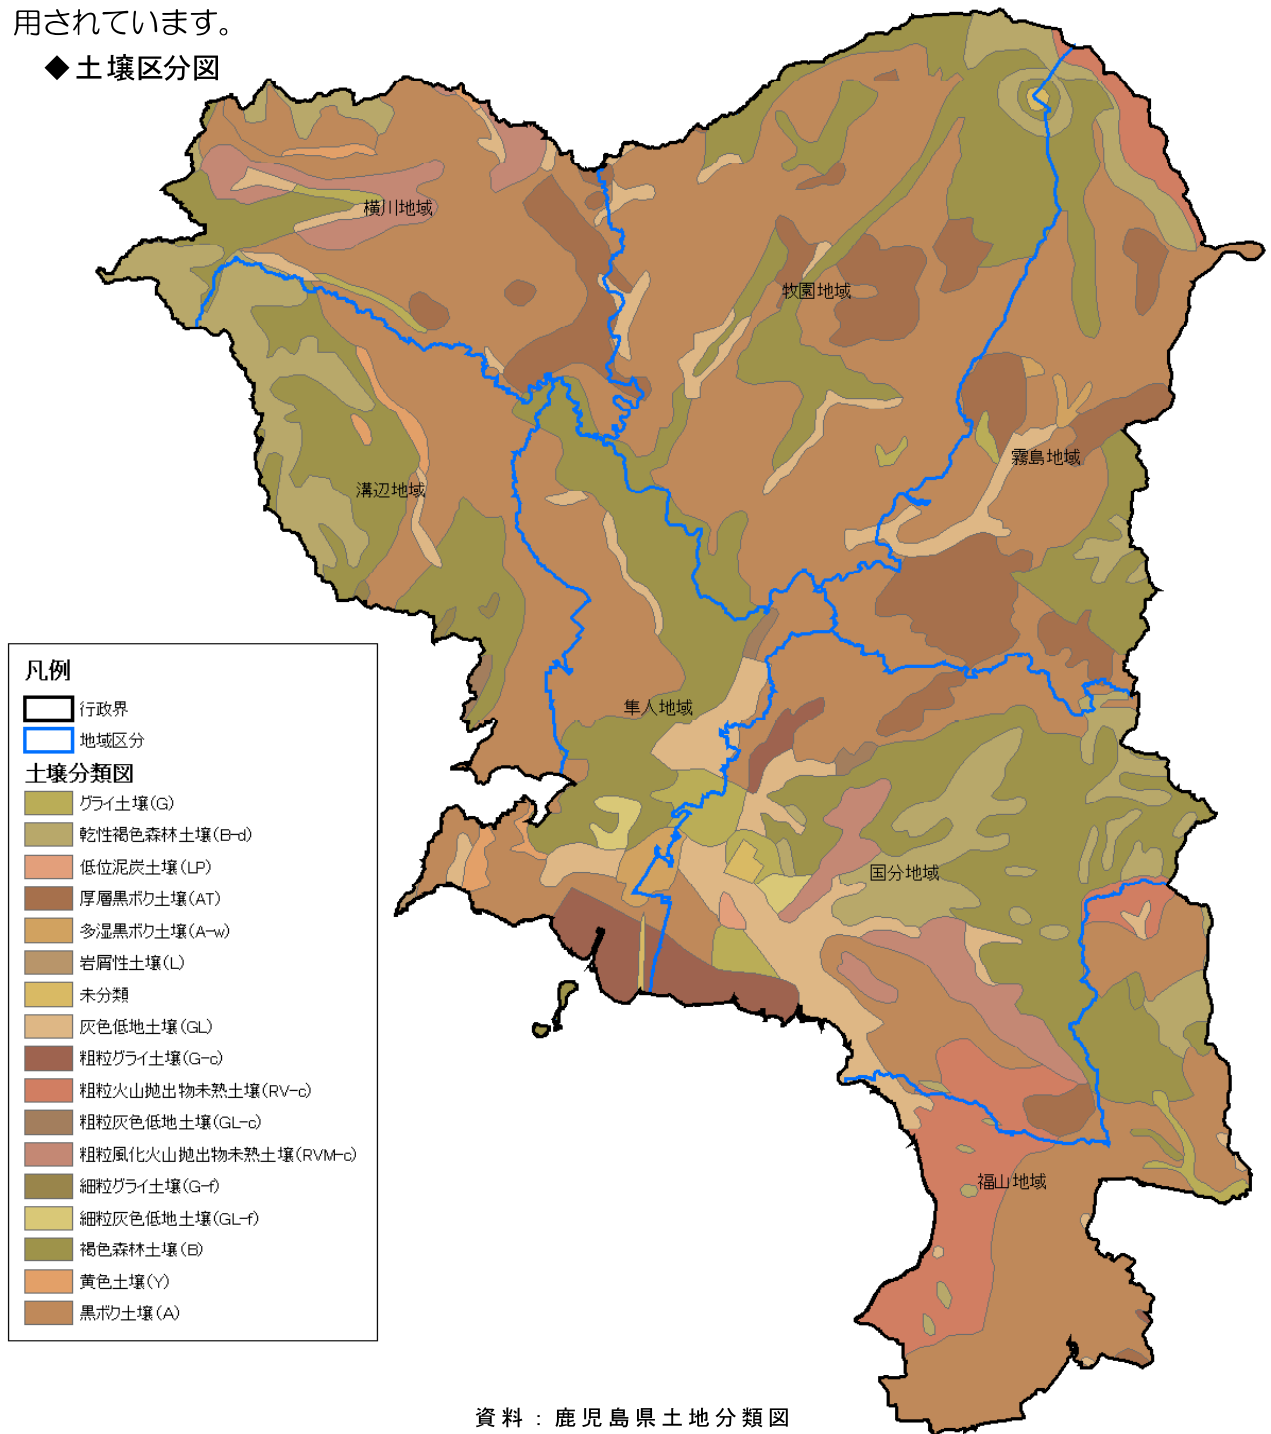 用されています。
◆土壌区分図
横川地域
牧園地域
霧島地域
溝辺地域
隼人地域
国分地域
福山地域
凡例
行政界
地域区分
土壌分類図
グライ土壌(G)
乾性褐色森林土壌(B-d)
低位泥炭土壌(LP)
厚層黒ボク土壌(AT)
多湿黒ボク土壌(A-w)
岩屑性土壌(L)
未分類
灰色低地土壌(GL)
粗粒グライ土壌(G-c)
粗粒火山抛出物未熟土壌(RV-c)
粗粒灰色低地土壌(GL-c)
粗粒風化火山抛出物未熟土壌(RVM-c)
細粒グライ土壌(G-f)
細粒灰色低地土壌(GL-f)
褐色森林土壌(B)
黄色土壌(Y)
黒ボク土壌(A)
資料：鹿児島県土地分類図